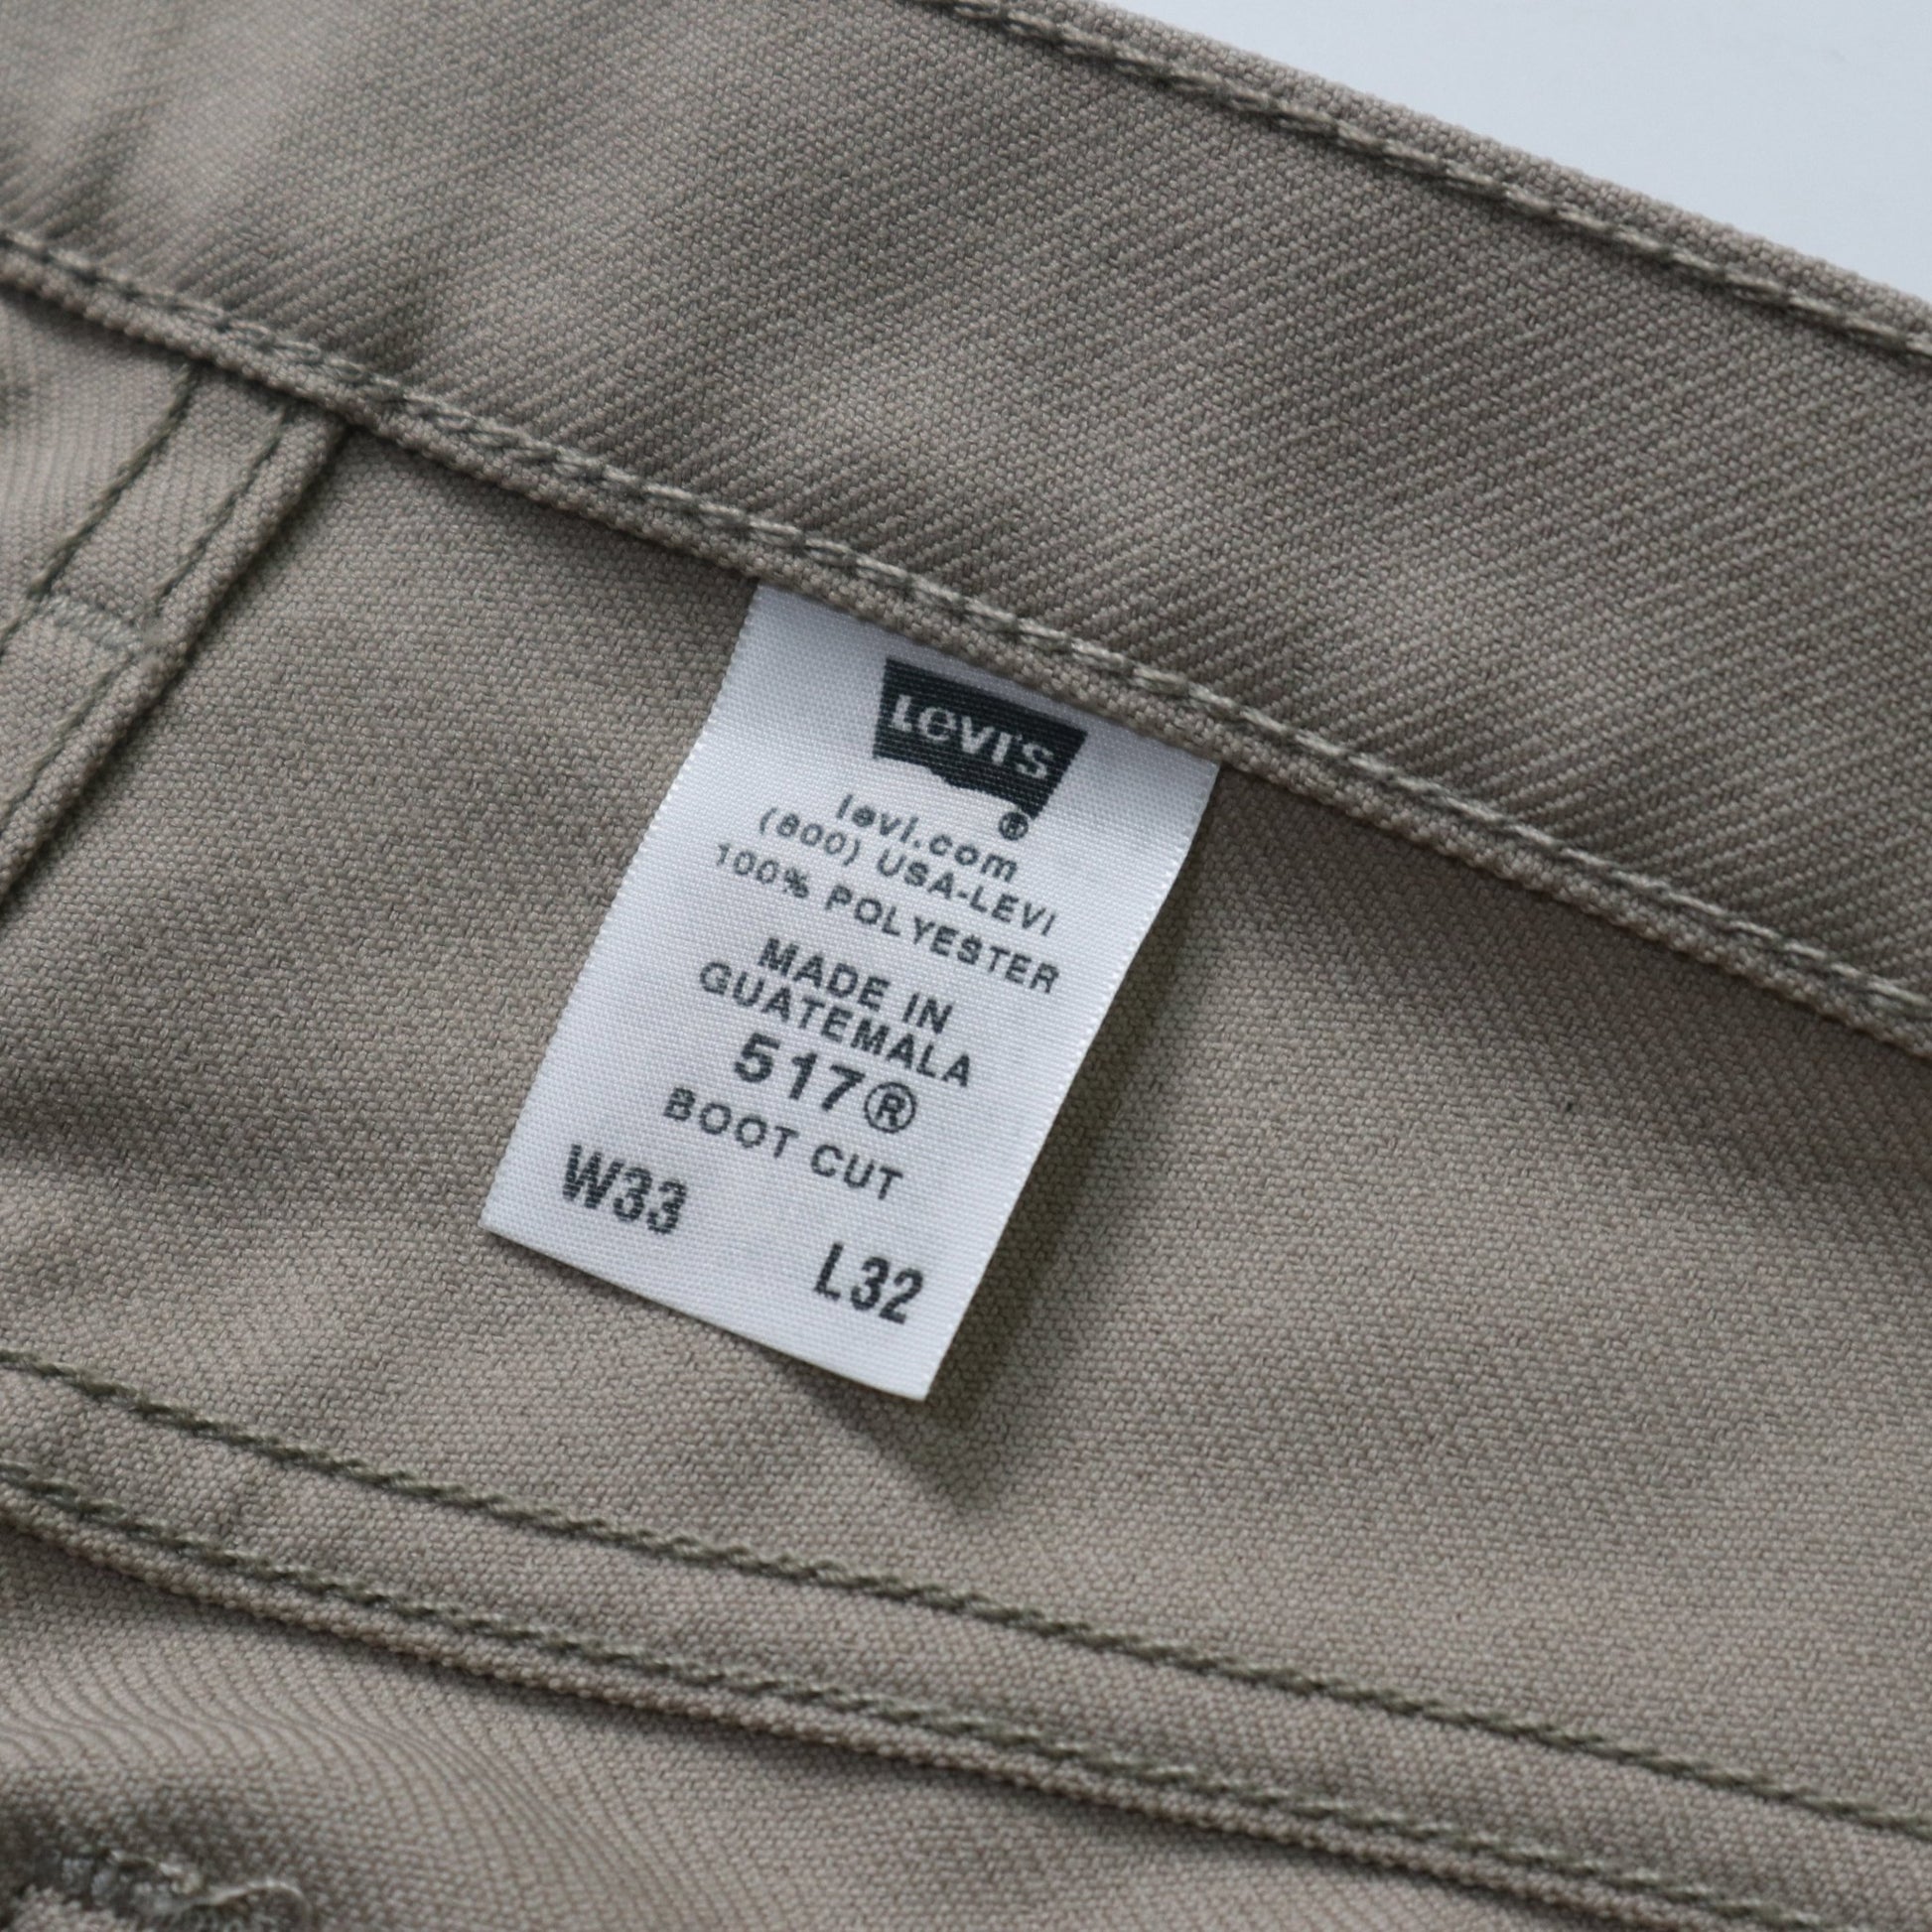 LEVI'S
®
levi.com
(800) USA-LEVI
100% POLYESTER
MADE IN
GUATEMALA
517®
BOOT CUT
W33
L32